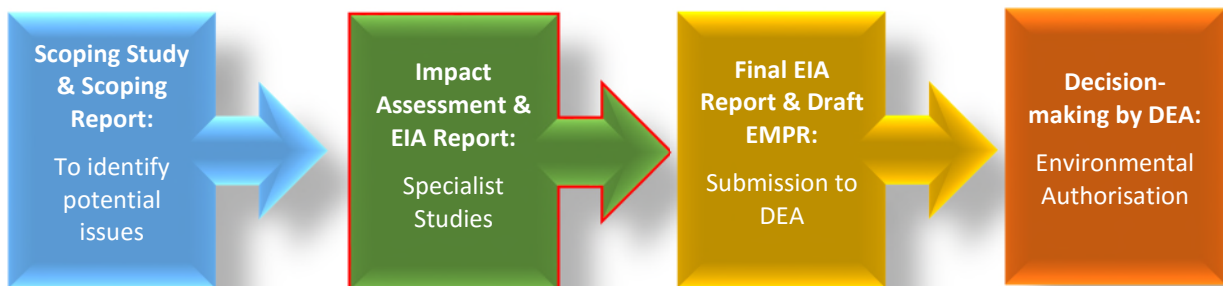 Scoping Study
& Scoping
Report:
To identify
potential
issues
Impact
Assessment &
EIA Report:
Specialist
Studies
Final EIA
Report & Draft
EMPR:
Submission to
DEA
Decision-
making by DEA:
Environmental
Authorisation